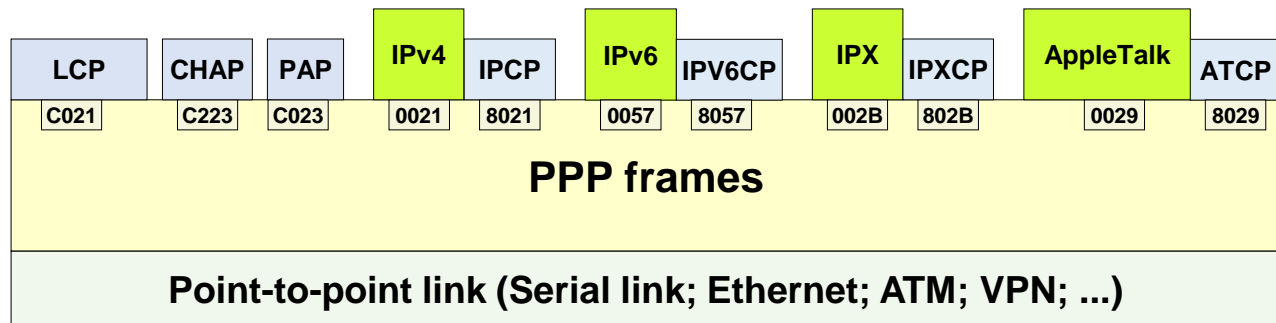 LCP CHAP PAP IPv4 IPCP IPv6 IPV6CP IPX IPXCP AppleTalk ATCP
C021 C223 C023 0021 8021 0057 8057 002B 802B 0029 8029
PPP frames
Point-to-point link (Serial link; Ethernet; ATM; VPN; ...)